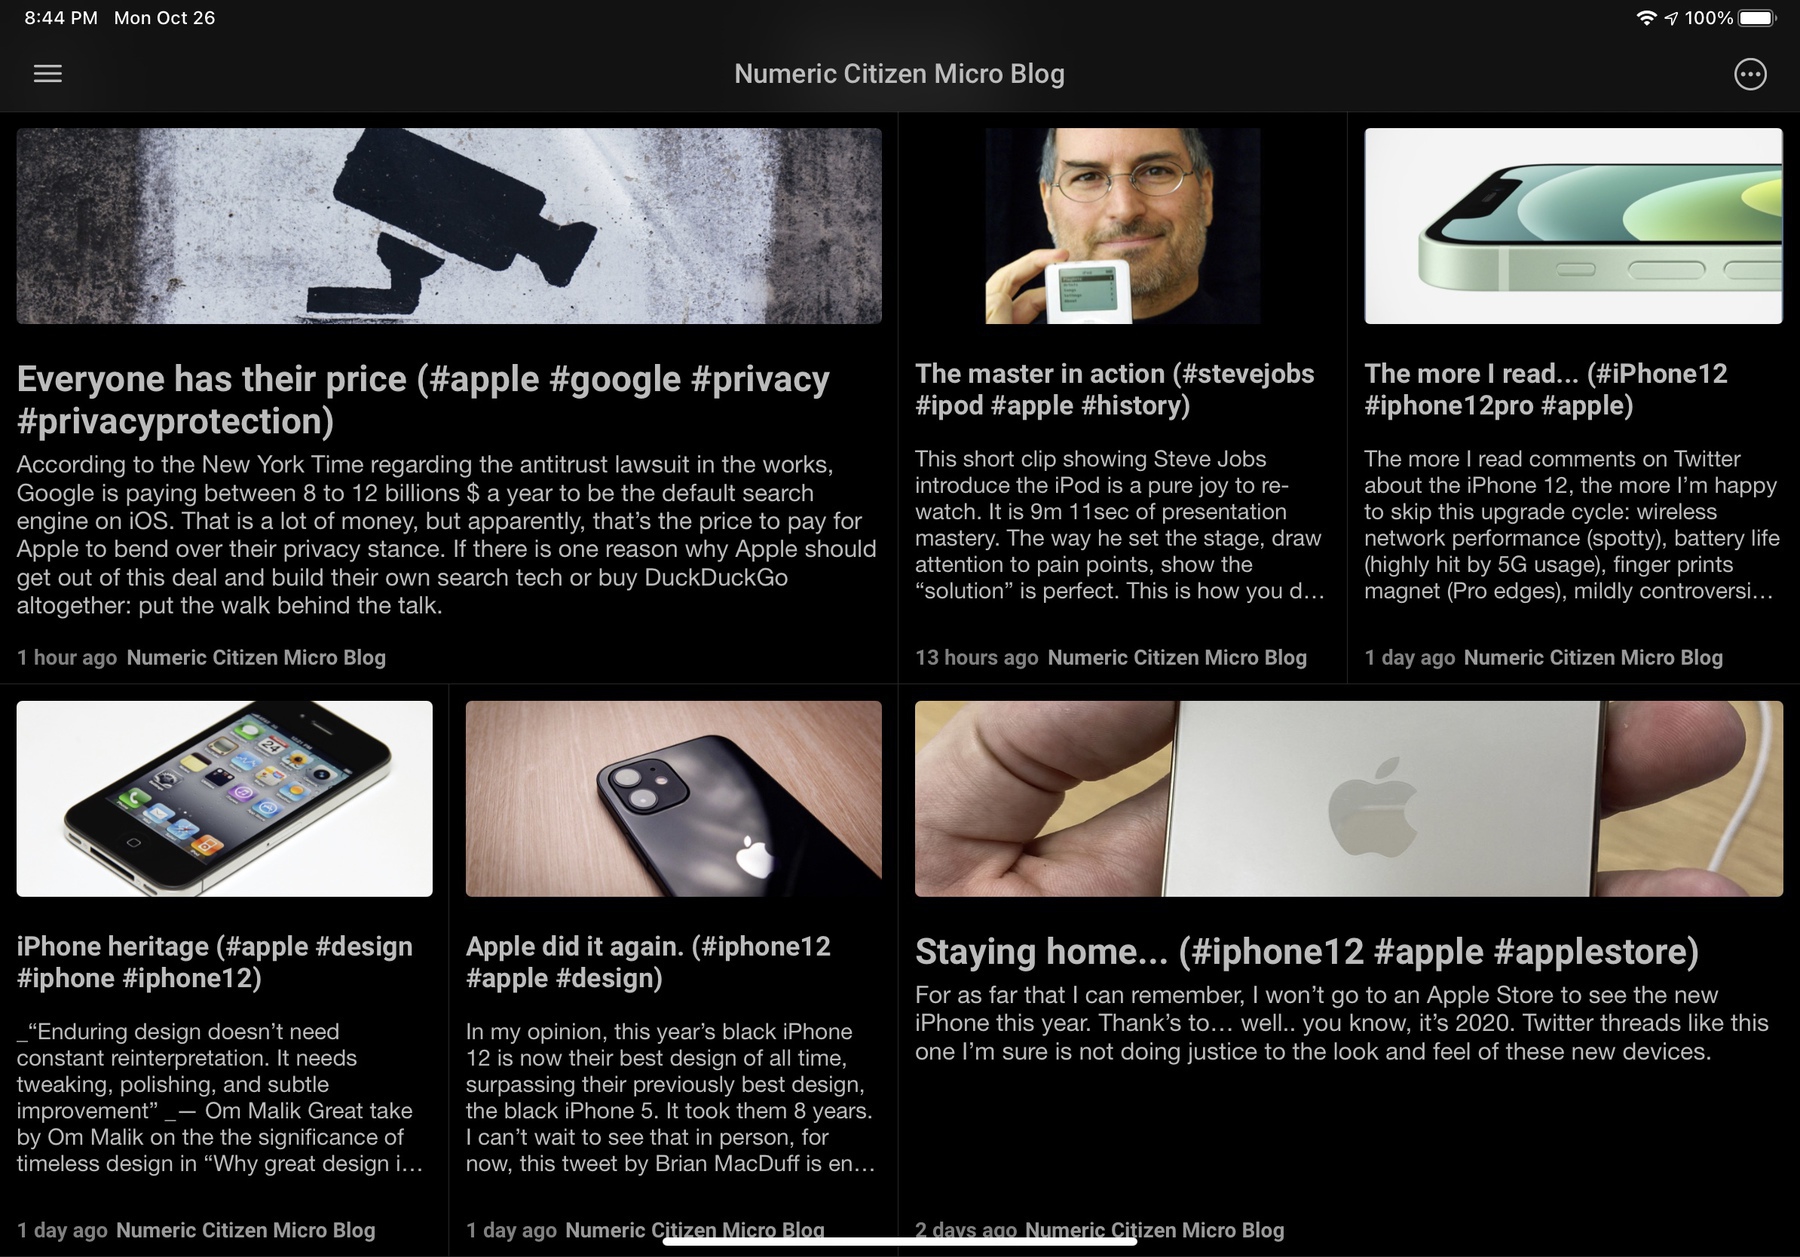 8:44 PM Mon Oct 26
100%
Numeric Citizen Micro Blog
Everyone has their price (#apple #google #privacy
#privacyprotection)
According to the New York Time regarding the antitrust lawsuit in the works,
Google is paying between 8 to 12 billions $ a year to be the default search
engine on iOS. That is a lot of money, but apparently, that’s the price to pay for
Apple to bend over their privacy stance. If there is one reason why Apple should
get out of this deal and build their own search tech or buy DuckDuckGo
altogether: put the walk behind the talk.
1 hour ago Numeric Citizen Micro Blog
The master in action (#stevejobs
#ipod #apple #history)
This short clip showing Steve Jobs
introduce the iPod is a pure joy to re-
watch. It is 9m 11sec of presentation
mastery. The way he set the stage, draw
attention to pain points, show the
“solution” is perfect. This is how you d…
13 hours ago Numeric Citizen Micro Blog
The more I read... (#iPhone12
#iphone12pro #apple)
The more I read comments on Twitter
about the iPhone 12, the more I’m happy
to skip this upgrade cycle: wireless
network performance (spotty), battery life
(highly hit by 5G usage), finger prints
magnet (Pro edges), mildly controversi…
1 day ago Numeric Citizen Micro Blog
iPhone heritage (#apple #design
#iphone #iphone12)
_“Enduring design doesn’t need
constant reinterpretation. It needs
tweaking, polishing, and subtle
improvement” _— Om Malik Great take
by Om Malik on the the significance of
timeless design in “Why great design i…
1 day ago Numeric Citizen Micro Blog
Apple did it again. (#iphone12
#apple #design)
In my opinion, this year’s black iPhone
12 is now their best design of all time,
surpassing their previously best design,
the black iPhone 5. It took them 8 years.
I can’t wait to see that in person, for
now, this tweet by Brian MacDuff is en…
1 day ago Numeric Citizen Micro Blog
Staying home... (#iphone12 #apple #applestore)
For as far that I can remember, I won’t go to an Apple Store to see the new
iPhone this year. Thank’s to… well.. you know, it’s 2020. Twitter threads like this
one I’m sure is not doing justice to the look and feel of these new devices.
2 days ago Numeric Citizen Micro Blog